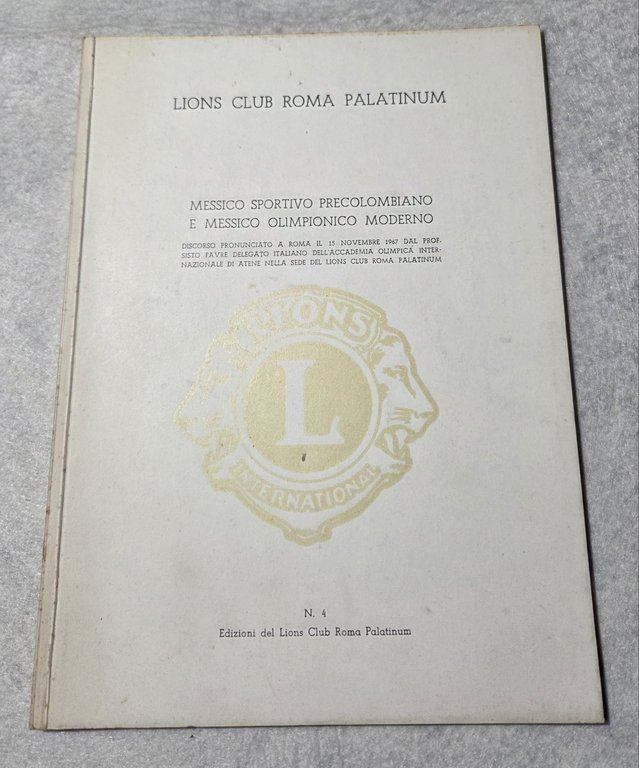 LIONS CLUB ROMA PALATINUM
MESSICO SPORTIVO PRECOLOMBIANO
E MESSICO OLIMPIONICO MODERNO
DISCORSO PRONUNCIATO A ROMA IL 15 NOVEMBRE 1967 DAL PROF.
SISTO FAVRE DELEGATO ITALIANO DELL'ACCADEMIA OLIMPICA INTER-
NAZIONALE DI ATENE NELLA SEDE DEL LIONS CLUB ROMA PALATINUM
LIONS
L
INTERNATIONAL
N. 4
Edizioni del Lions Club Roma Palatinum